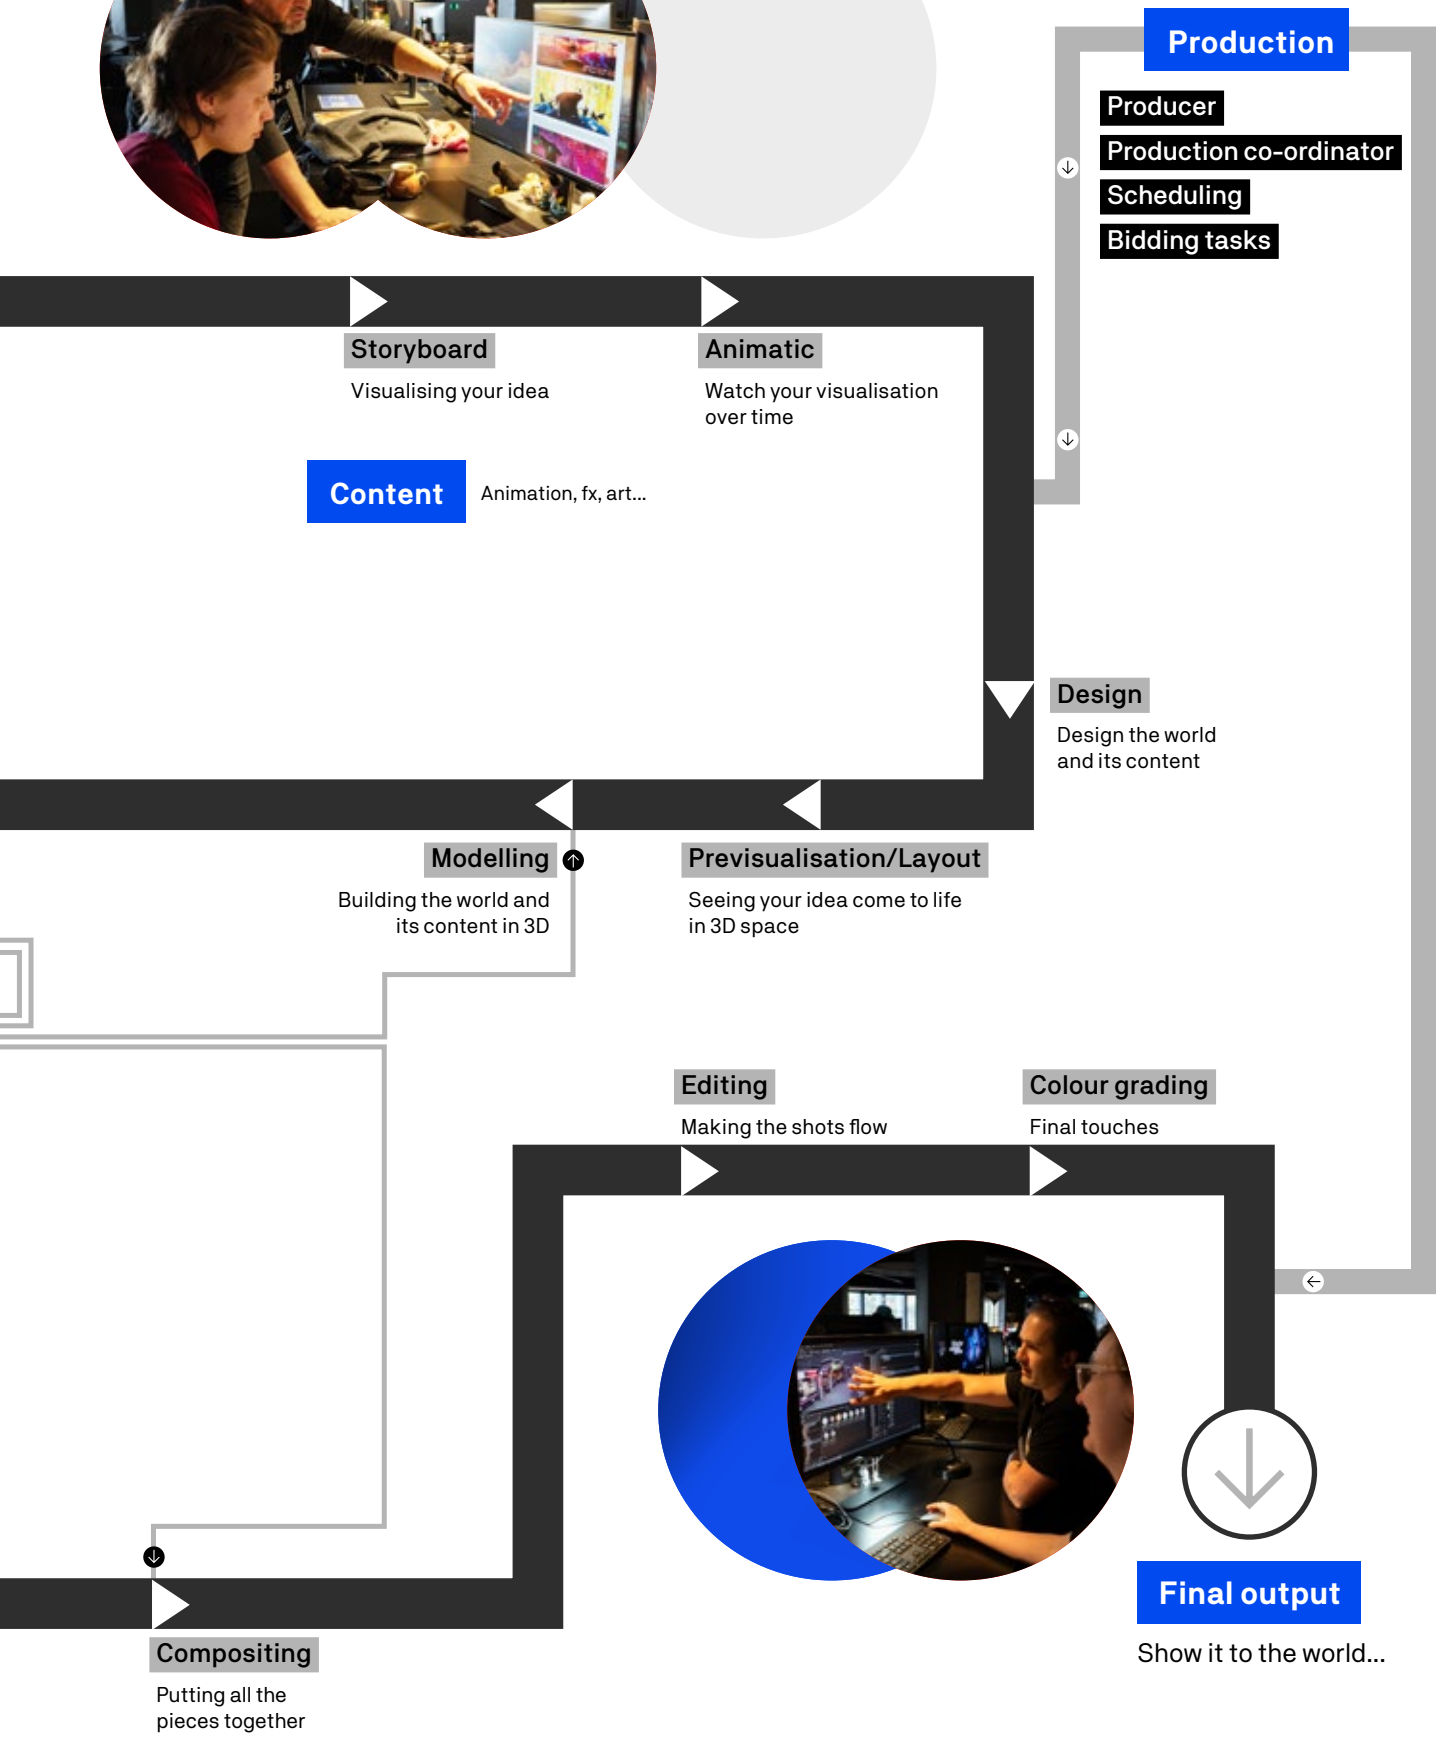 Production
Producer
Production co-ordinator
Scheduling
Bidding tasks
Storyboard
Visualising your idea
Animatic
Watch your visualisation
over time
Content
Animation, fx, art...
Design
Design the world
and its content
Modelling
Building the world and
its content in 3D
Previsualisation/Layout
Seeing your idea come to life
in 3D space
Editing
Making the shots flow
Colour grading
Final touches
Final output
Show it to the world...
Compositing
Putting all the
pieces together